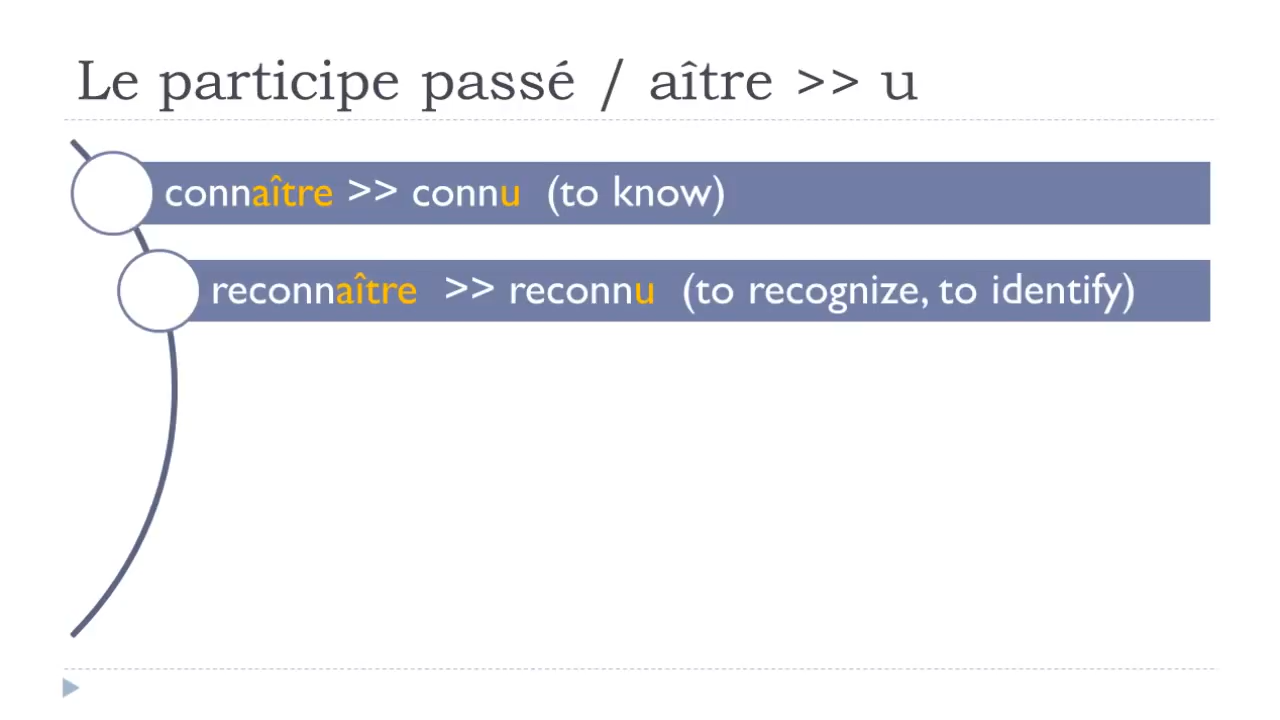 Le participe passé / aître >> u
connaître >> connu (to know)
reconnaître >> reconnu (to recognize, to identify)